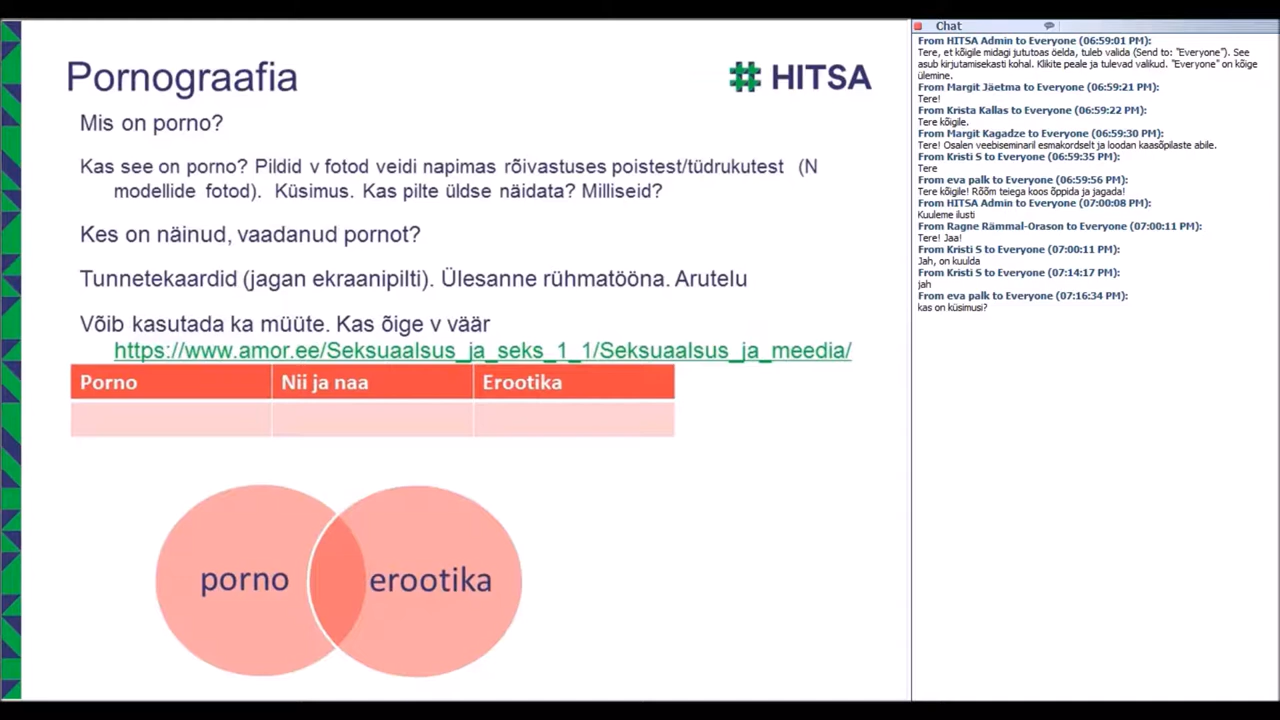 Pornograafia
HITSA
Mis on porno?
Kas see on porno? Pildid v fotod veidi napimas rõivastuses poistest/tüdrukutest (N
modellide fotod). Küsimus. Kas pilte üldse näidata? Milliseid?
Kes on näinud, vaadanud pornot?
Tunnetekaardid (jagan ekraanipilti). Ülesanne rühmatööna. Arutelu
Võib kasutada ka müüte. Kas õige v väär
https://www.amor.ee/Seksuaalsus_ja_seks_1_1/Seksuaalsus_ja_meedia/
Porno Nii ja naa Erootika
porno erootika
Chat
From HITSA Admin to Everyone (06:59:01 PM):
Tere, et kõigile midagi jututoas öelda, tuleb valida (Send to: "Everyone"). See
asub kirjutamisekasti kohal. Klikite peale ja tulevad valikud. "Everyone" on kõige
ülemine.
From Margit Jäetma to Everyone (06:59:21 PM):
Tere!
From Krista Kallas to Everyone (06:59:22 PM):
Tere kõigile.
From Margit Kagadze to Everyone (06:59:30 PM):
Tere! Osalen veebiseminaril esmakordselt ja loodan kaasõpilaste abile.
From Kristi S to Everyone (06:59:35 PM):
Tere
From eva palk to Everyone (06:59:56 PM):
Tere kõigile! Rõõm teiega koos õppida ja jagada!
From HITSA Admin to Everyone (07:00:08 PM):
Kuuleme ilusti
From Ragne Rämmal-Orason to Everyone (07:00:11 PM):
Tere! Jaa!
From Kristi S to Everyone (07:00:11 PM):
Jah, on kuulda
From Kristi S to Everyone (07:14:17 PM):
jah
From eva palk to Everyone (07:16:34 PM):
kas on küsimusi?